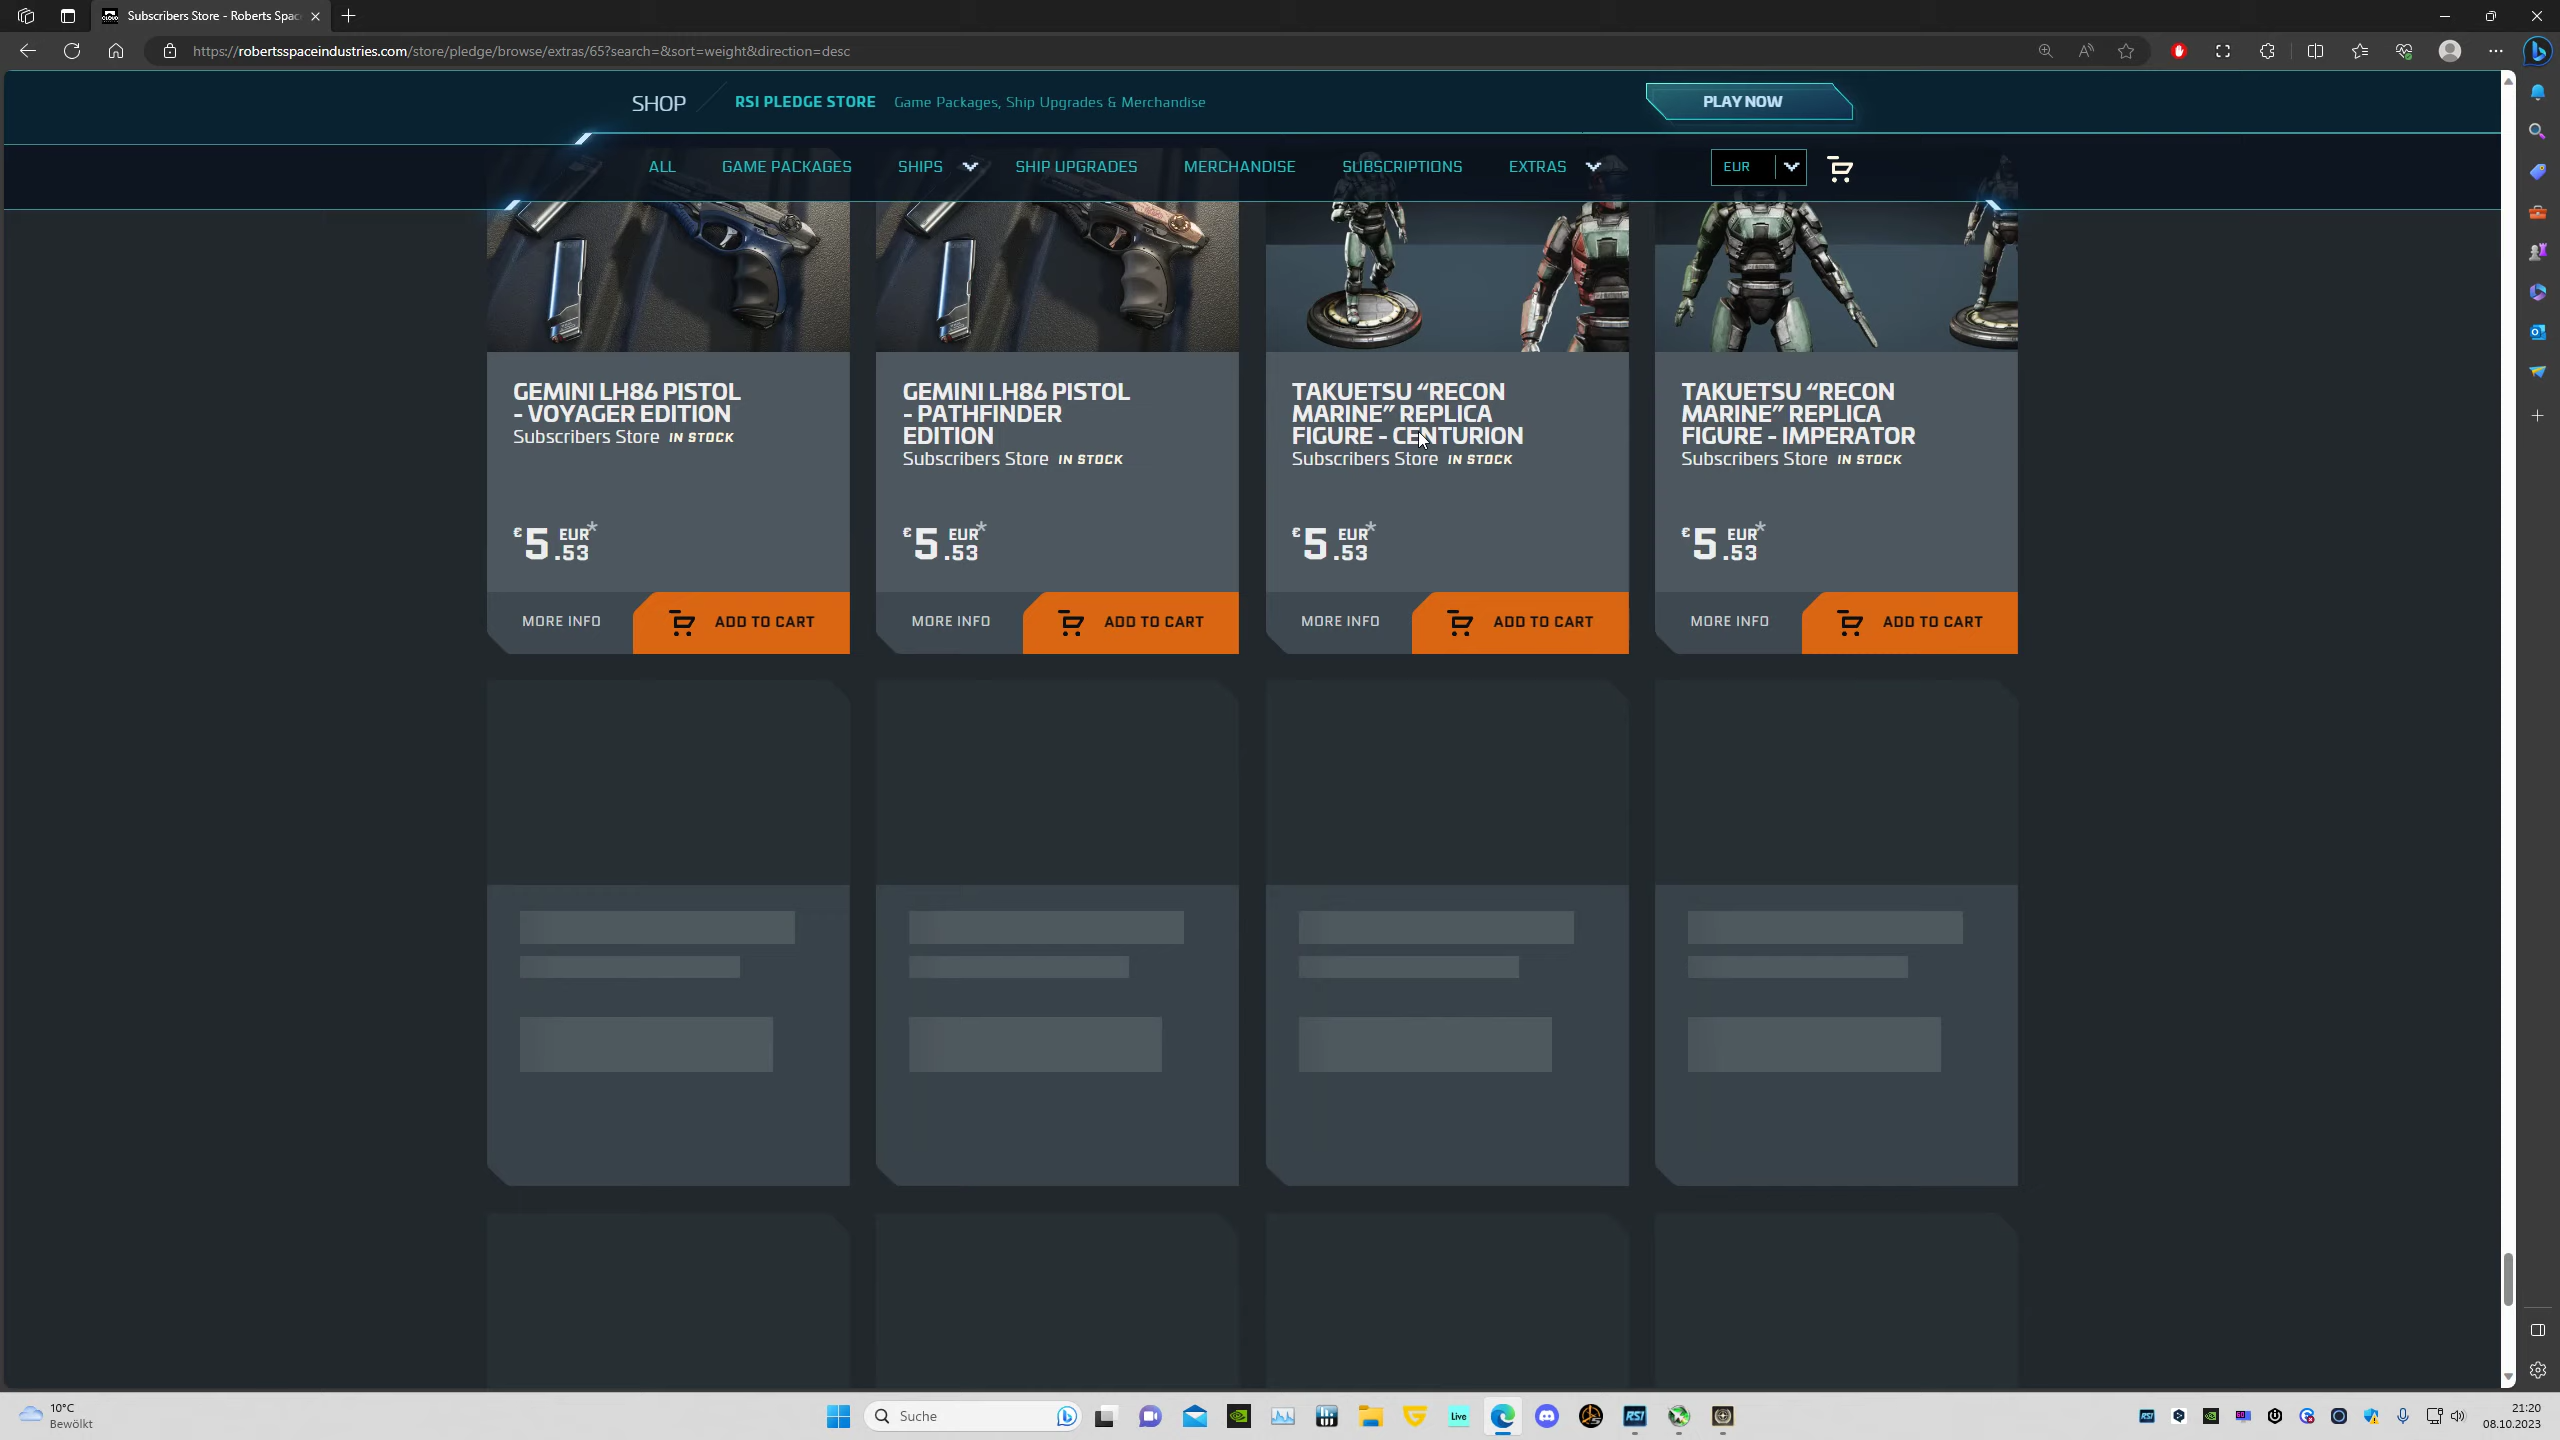 Subscribers Store - Roberts Spac
https://robertsspaceindustries.com/store/pledge/browse/extras/65?search=&sort=weight&direction=desc
SHOP
RSI PLEDGE STORE
Game Packages, Ship Upgrades & Merchandise
PLAY NOW
ALL
GAME PACKAGES
SHIPS
SHIP UPGRADES
MERCHANDISE
SUBSCRIPTIONS
EXTRAS
EUR
GEMINI LH86 PISTOL
- VOYAGER EDITION
Subscribers Store IN STOCK
€5.53 EUR*
MORE INFO
ADD TO CART
GEMINI LH86 PISTOL
- PATHFINDER
EDITION
Subscribers Store IN STOCK
€5.53 EUR*
MORE INFO
ADD TO CART
TAKUETSU “RECON
MARINE” REPLICA
FIGURE - CENTURION
Subscribers Store IN STOCK
€5.53 EUR*
MORE INFO
ADD TO CART
TAKUETSU “RECON
MARINE” REPLICA
FIGURE - IMPERATOR
Subscribers Store IN STOCK
€5.53 EUR*
MORE INFO
ADD TO CART
10°C
Bewölkt
Suche
Live
RSI
21:20
08.10.2023